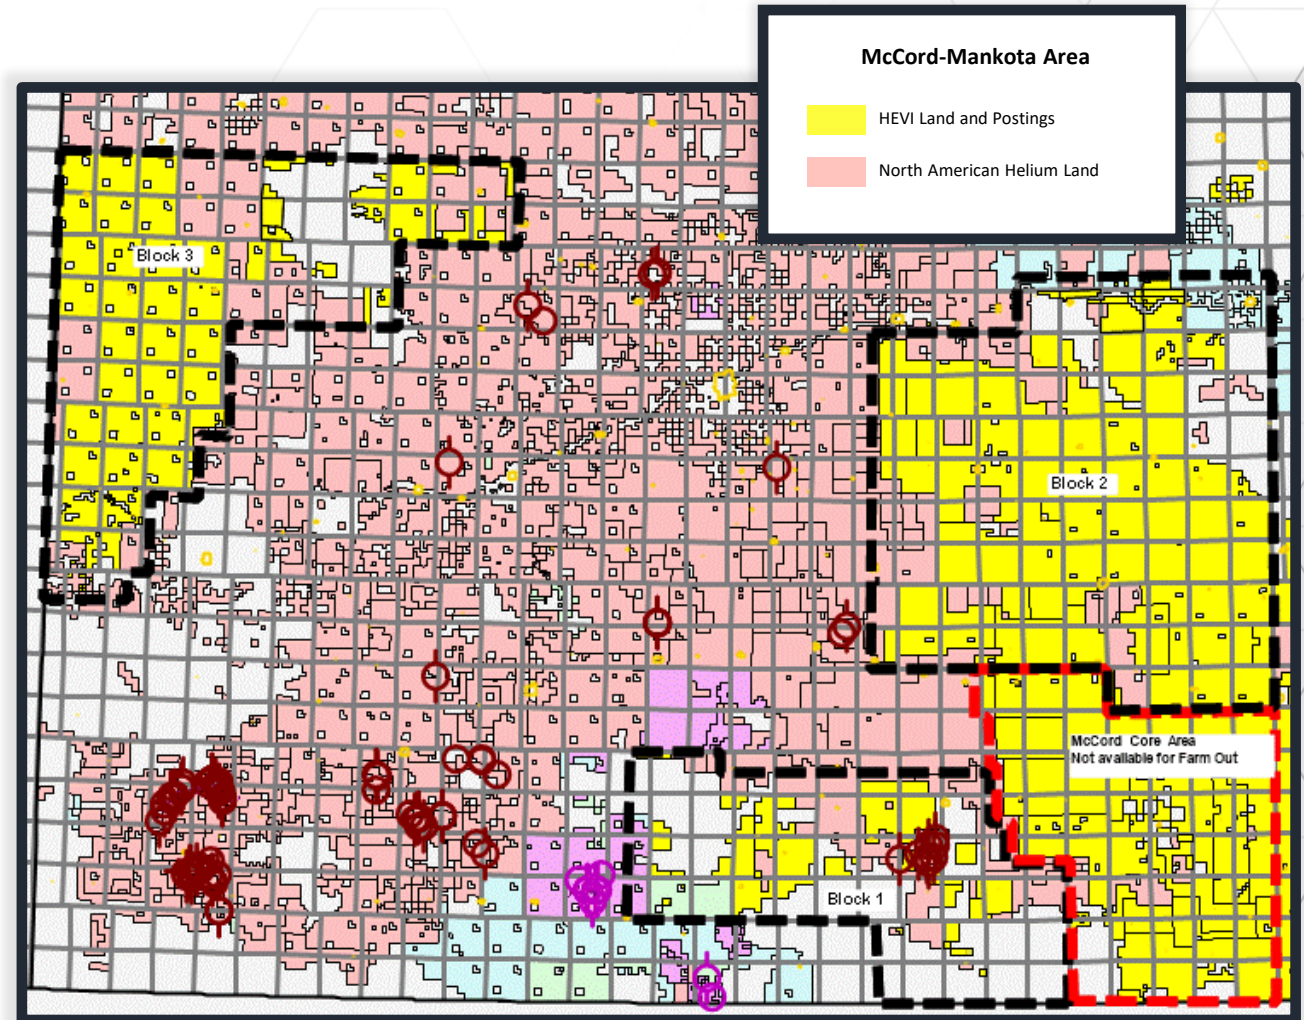 McCord-Mankota Area
HEVI Land and Postings
North American Helium Land
Block 3
Block 2
McCord Core Area
Not available for Farm Out
Block 1